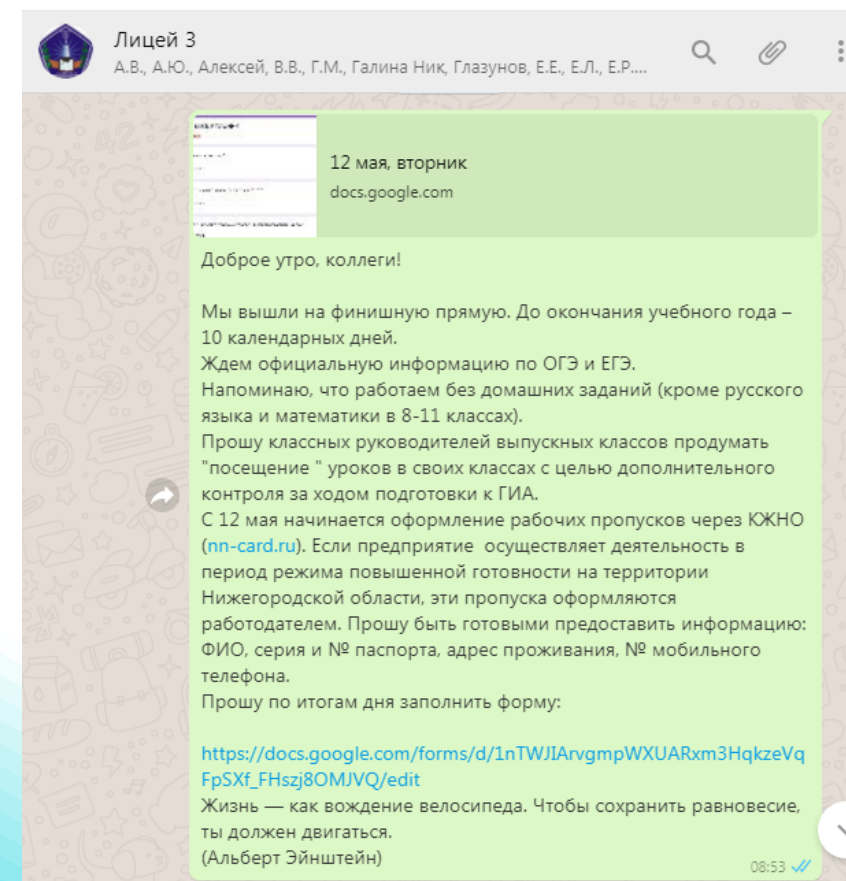 Лицей 3
А.В., А.Ю., Алексей, В.В., Г.М., Галина Ник, Глазунов, Е.Е., Е.Л., Е.Р....
12 мая, вторник
docs.google.com
Доброе утро, коллеги!
Мы вышли на финишную прямую. До окончания учебного года –
10 календарных дней.
Ждем официальную информацию по ОГЭ и ЕГЭ.
Напоминаю, что работаем без домашних заданий (кроме русского
языка и математики в 8-11 классах).
Прошу классных руководителей выпускных классов продумать
"посещение " уроков в своих классах с целью дополнительного
контроля за ходом подготовки к ГИА.
С 12 мая начинается оформление рабочих пропусков через КЖНО
(nn-card.ru). Если предприятие  осуществляет деятельность в
период режима повышенной готовности на территории
Нижегородской области, эти пропуска оформляются
работодателем. Прошу быть готовыми предоставить информацию:
ФИО, серия и № паспорта, адрес проживания, № мобильного
телефона.
Прошу по итогам дня заполнить форму:
https://docs.google.com/forms/d/1nTWJIArvgmpWXUARxm3HqkzeVq
FpSXf_FHszj8OMJVQ/edit
Жизнь — как вождение велосипеда. Чтобы сохранить равновесие,
ты должен двигаться.
(Альберт Эйнштейн)
08:53